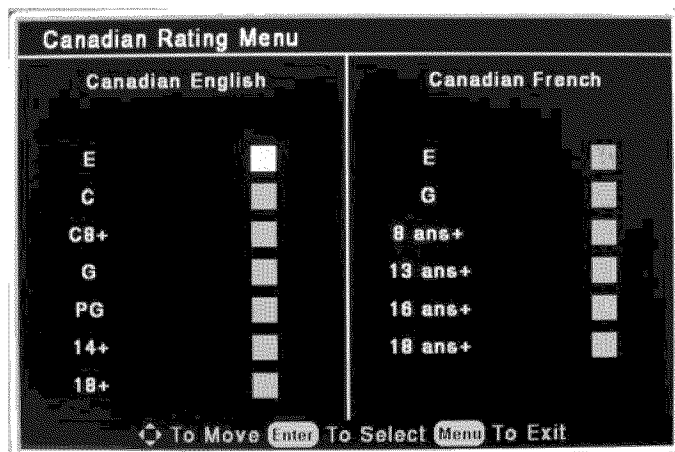 Canadian Rating Menu
Canadian English
E
C
C8+
G
PG
14+
18+
Canadian French
E
G
8 ans+
13 ans+
16 ans+
18 ans+
To Move Enter To Select Menu To Exit